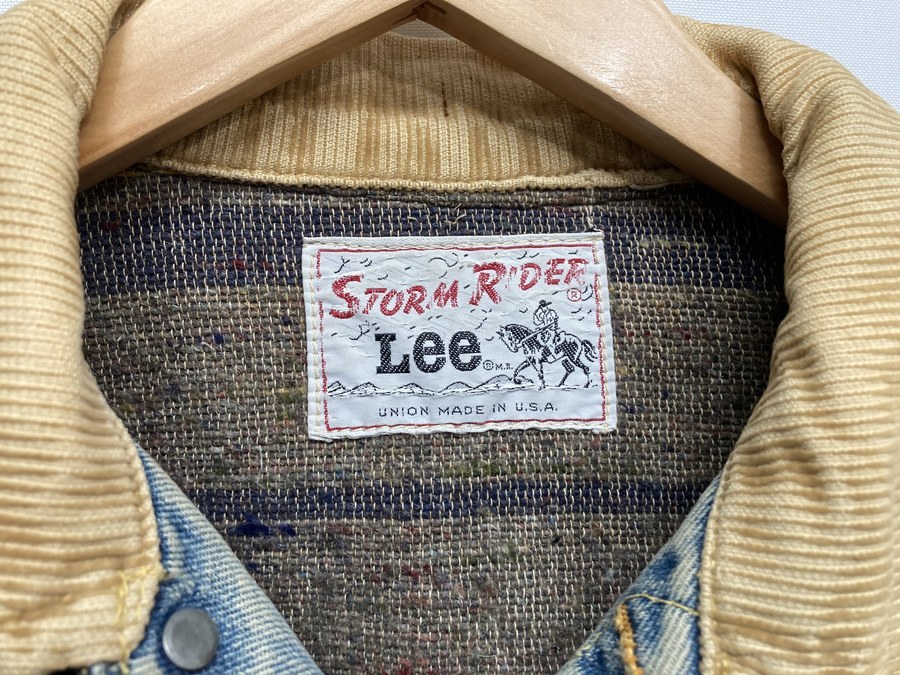 STORM RIDER ®
Lee ® M.R.
UNION MADE IN U.S.A.